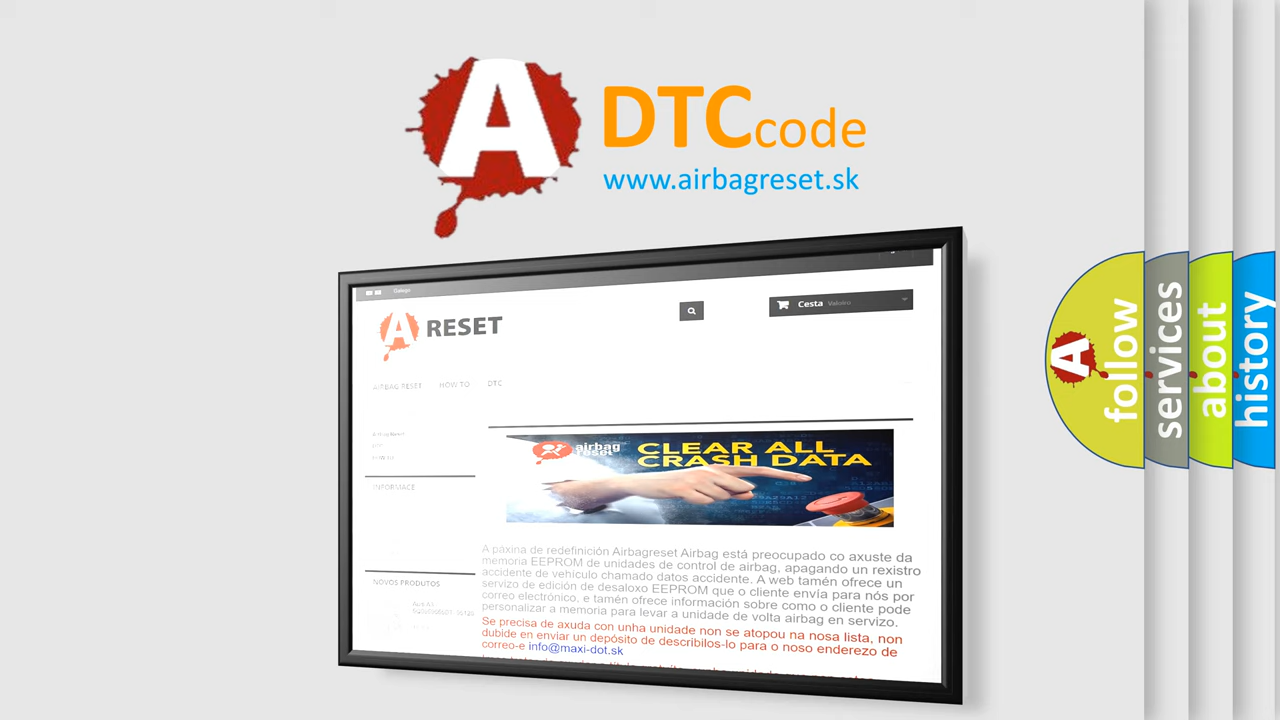 A
DTCcode
www.airbagreset.sk
Galego
A RESET
Cesta Valeiro
AIRBAG RESET HOW TO DTC
INFORMACE
NOVOS PRODUTOS
airbag
reset
CLEAR ALL
CRASH DATA
A páxina de redefinición Airbagreset Airbag está preocupado co axuste da
memoria EEPROM de unidades de control de airbag, apagando un rexistro
accidente de vehículo chamado datos accidente. A web tamén ofrece un
servizo de edición de desaloxo EEPROM que o cliente envía para nós por
correo electrónico, e tamén ofrece información sobre como o cliente pode
personalizar a memoria para levar a unidade de volta airbag en servizo.
Se precisa de axuda con unha unidade non se atopou na nosa lista, non
dubide en enviar un depósito de describilos-lo para o noso enderezo de
correo-e info@maxi-dot.sk
A
follow
services
about
history